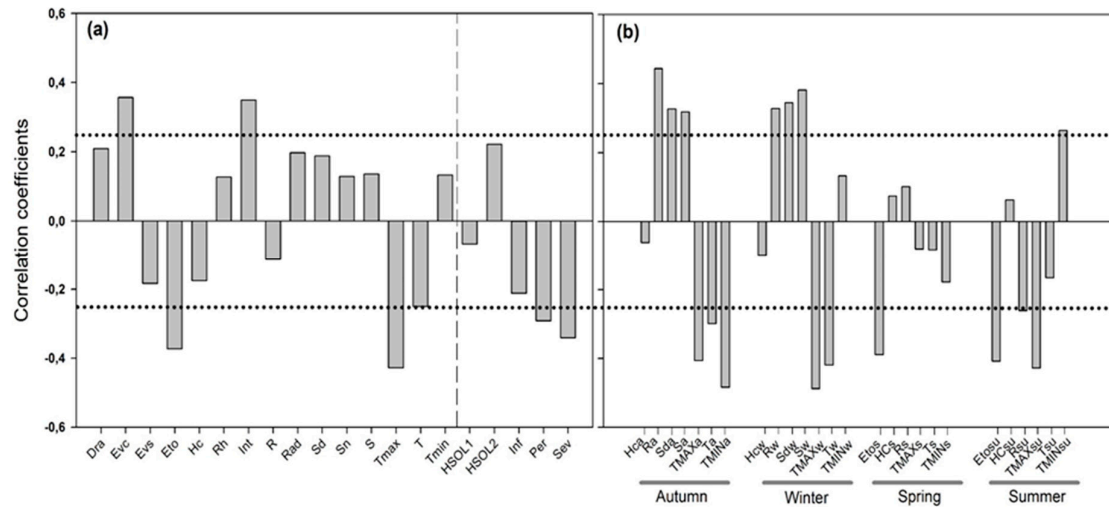 (a)
(b)
Correlation coefficients
0,6
0,4
0,2
0,0
-0,2
-0,4
-0,6
Dra
Evc
Evs
Eto
Hc
Rh
Int
R
Rad
Sd
Sn
S
Tmax
T
Tmin
HSOL1
HSOL2
Inf
Per
Sev
Hca
Ra
Sda
Sa
TMAXa
Ta
TMINa
Hcw
Rw
Sdw
Sw
TMAXw
Tw
TMINw
Etos
HCs
Rs
TMAXs
Ts
TMINs
Etosu
HCsu
Rsu
TMAXsu
Tsu
TMINsu
Autumn
Winter
Spring
Summer